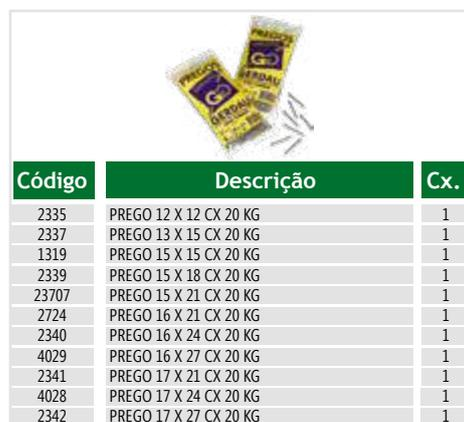 PREGOS
GERDAU
PREGOS
GERDAU
Código Descrição Cx.
2335 PREGO 12 X 12 CX 20 KG 1
2337 PREGO 13 X 15 CX 20 KG 1
1319 PREGO 15 X 15 CX 20 KG 1
2339 PREGO 15 X 18 CX 20 KG 1
23707 PREGO 15 X 21 CX 20 KG 1
2724 PREGO 16 X 21 CX 20 KG 1
2340 PREGO 16 X 24 CX 20 KG 1
4029 PREGO 16 X 27 CX 20 KG 1
2341 PREGO 17 X 21 CX 20 KG 1
4028 PREGO 17 X 24 CX 20 KG 1
2342 PREGO 17 X 27 CX 20 KG 1